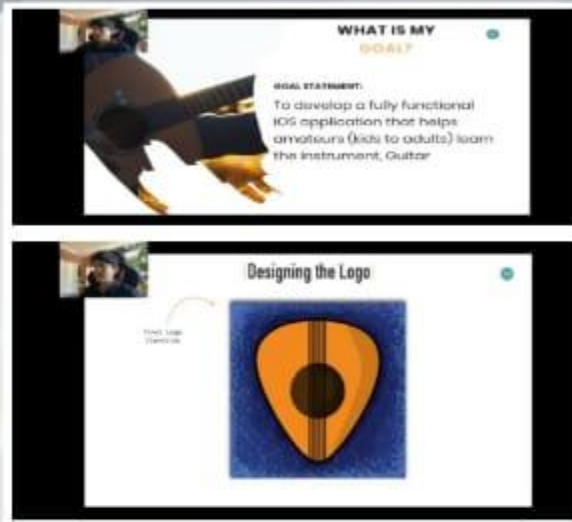 WHAT IS MY
GOAL?
GOAL STATEMENT:
To develop a fully functional
iOS application that helps
amateurs (kids to adults) learn
the instrument, Guitar
Designing the Logo